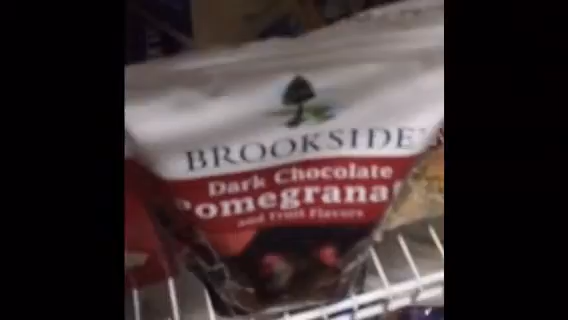 BROOKSIDE
Dark Chocolate
Pomegranat
and Fruit Flavors